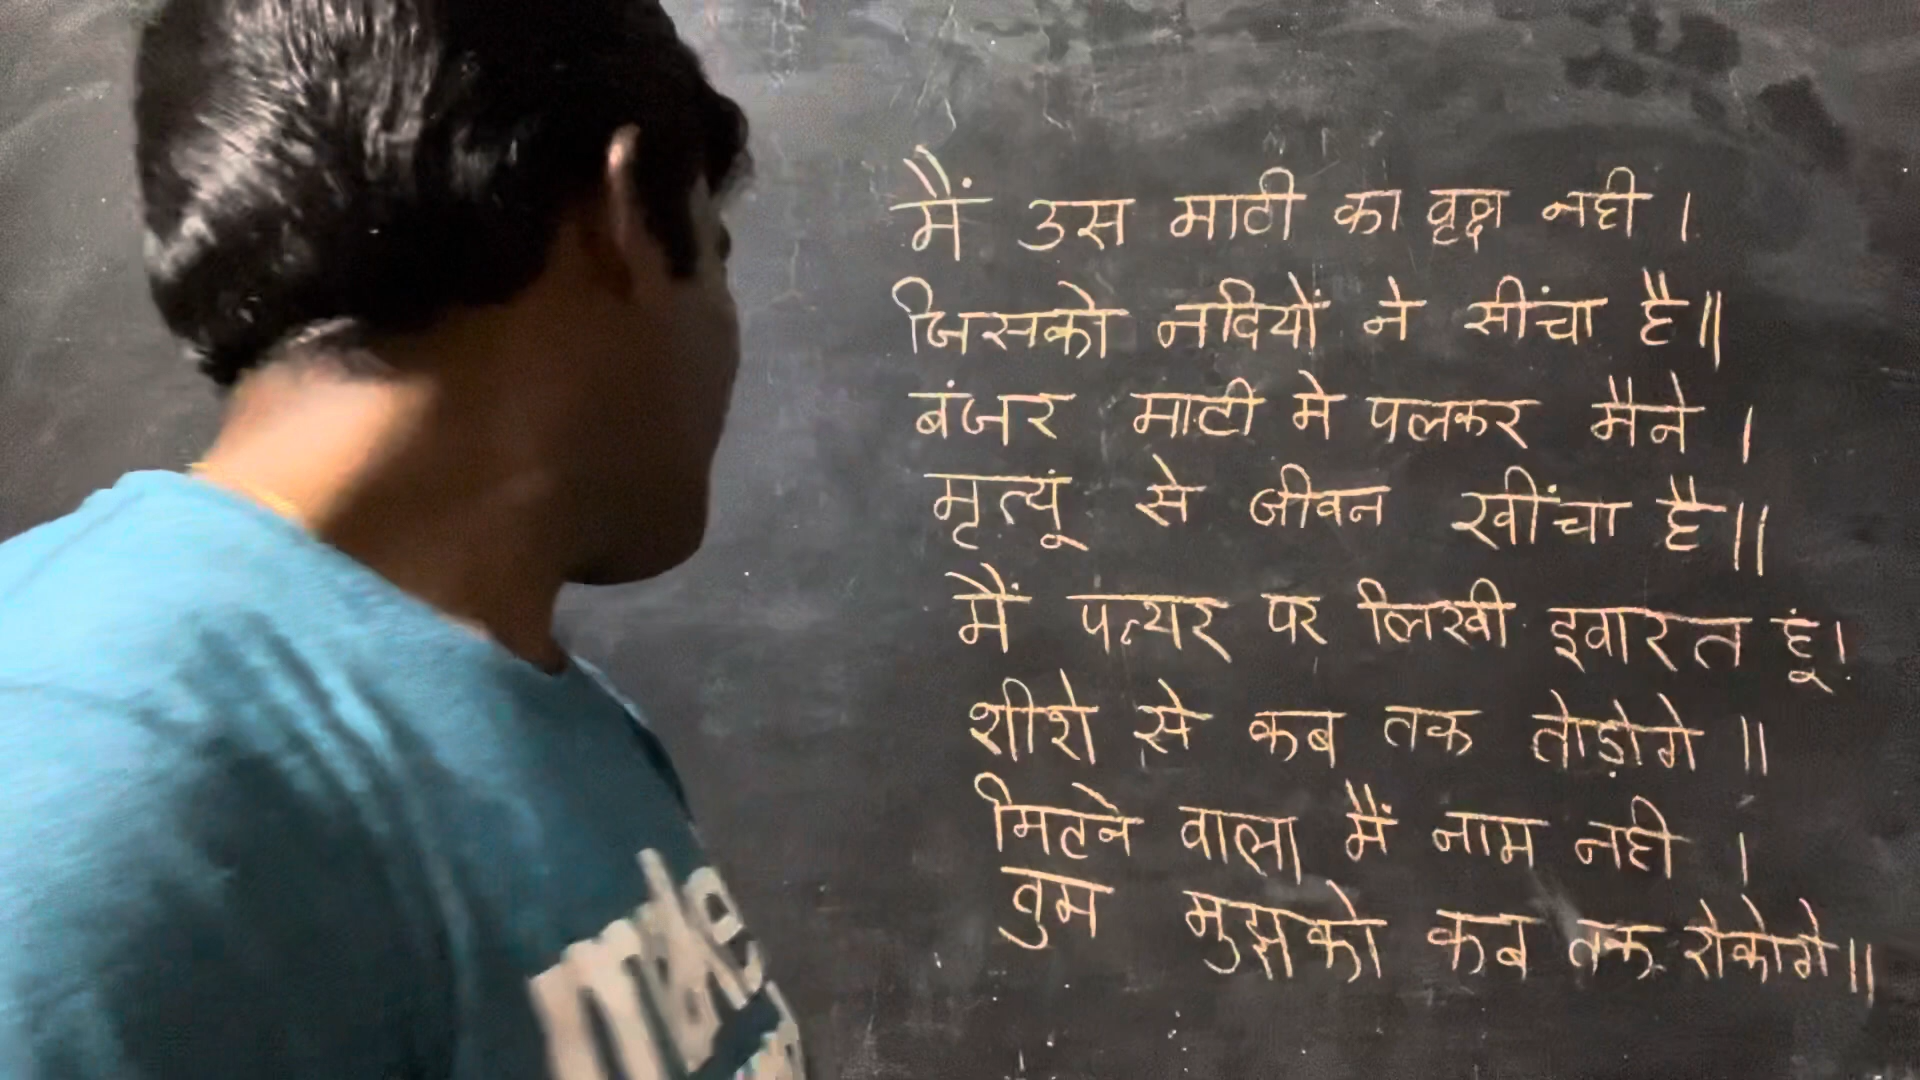 मैं उस माटी का वृक्ष नही ।
जिसको नदियों ने सींचा है॥
बंजर माटी मे पलकर मैने ।
मृत्यूं से जीवन खींचा है॥
मैं पत्थर पर लिखी इबारत हूं।
शीशे से कब तक तोड़ोगे ॥
मिटने वाला मैं नाम नही ।
तुम मुझको कब तक रोकोगे॥